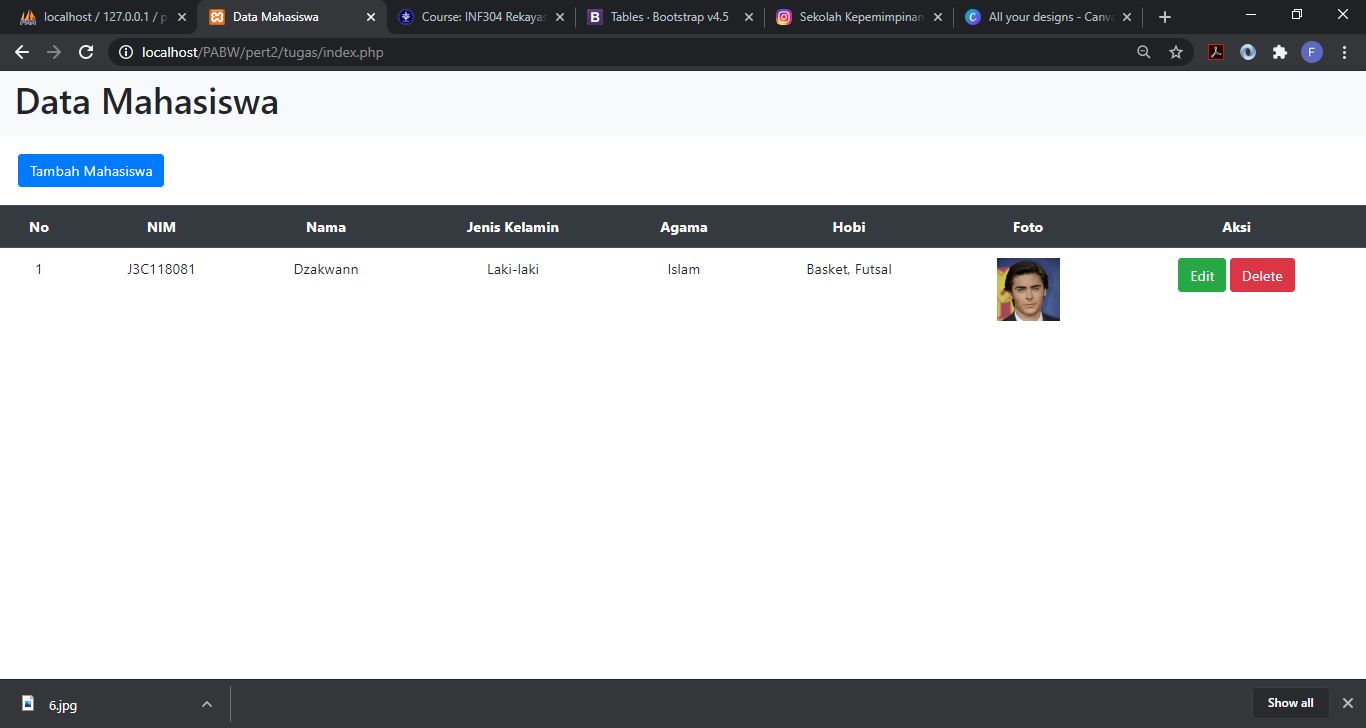 localhost / 127.0.0.1 / p
Data Mahasiswa
Course: INF304 Rekayas
Tables · Bootstrap v4.5
Sekolah Kepemimpinan
All your designs - Canv
localhost/PABW/pert2/tugas/index.php
F
Data Mahasiswa
Tambah Mahasiswa
No NIM Nama Jenis Kelamin Agama Hobi Foto Aksi
1 J3C118081 Dzakwann Laki-laki Islam Basket, Futsal Edit Delete
6.jpg
Show all